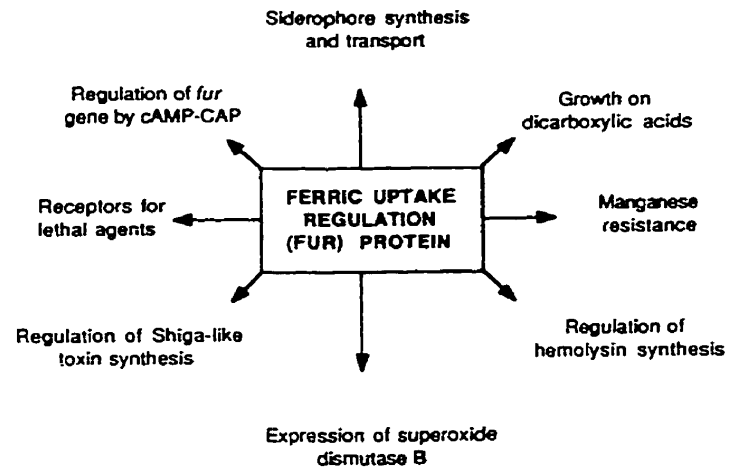 Siderophore synthesis
and transport
Regulation of fur
gene by cAMP-CAP
Growth on
dicarboxylic acids
FERRIC UPTAKE
REGULATION
(FUR) PROTEIN
Receptors for
lethal agents
Manganese
resistance
Regulation of Shiga-like
toxin synthesis
Regulation of
hemolysin synthesis
Expression of superoxide
dismutase B